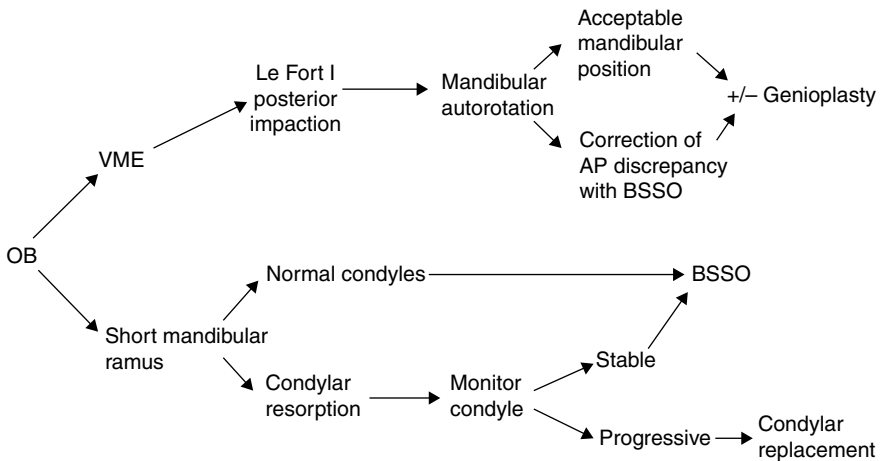 Acceptable
mandibular
position
Le Fort I
posterior
impaction
Mandibular
autorotation
+/– Genioplasty
Correction of
AP discrepancy
with BSSO
VME
OB
Normal condyles
BSSO
Short mandibular
ramus
Stable
Condylar
resorption
Monitor
condyle
Progressive
Condylar
replacement